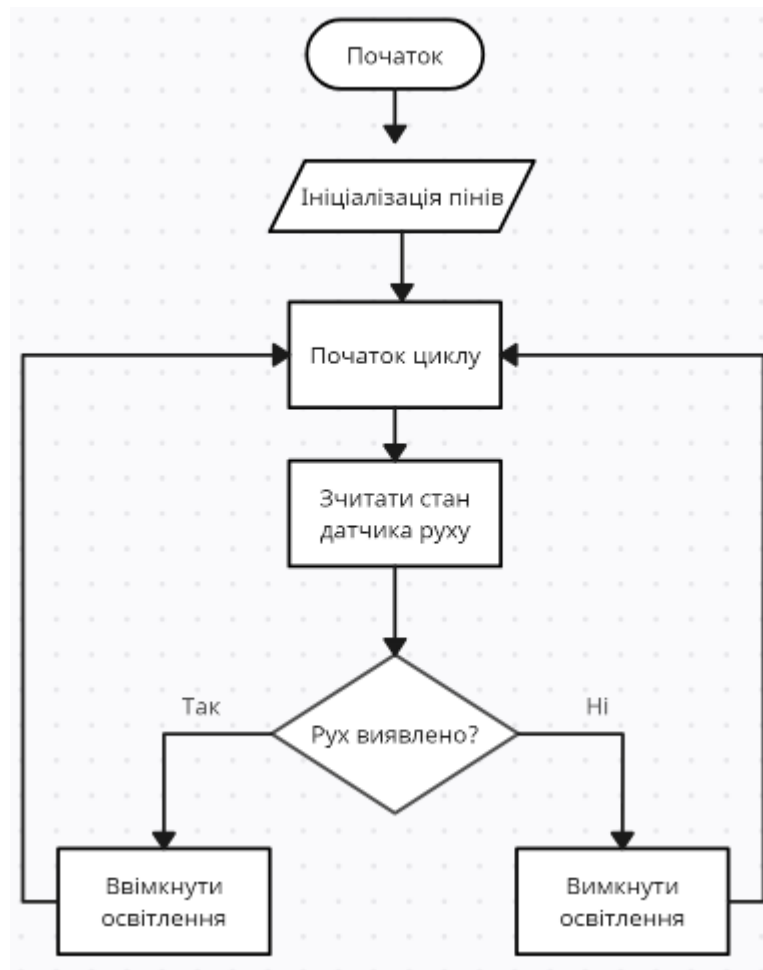 Початок
Ініціалізація пінів
Початок циклу
Зчитати стан
датчика руху
Так
Ні
Рух виявлено?
Ввімкнути
освітлення
Вимкнути
освітлення